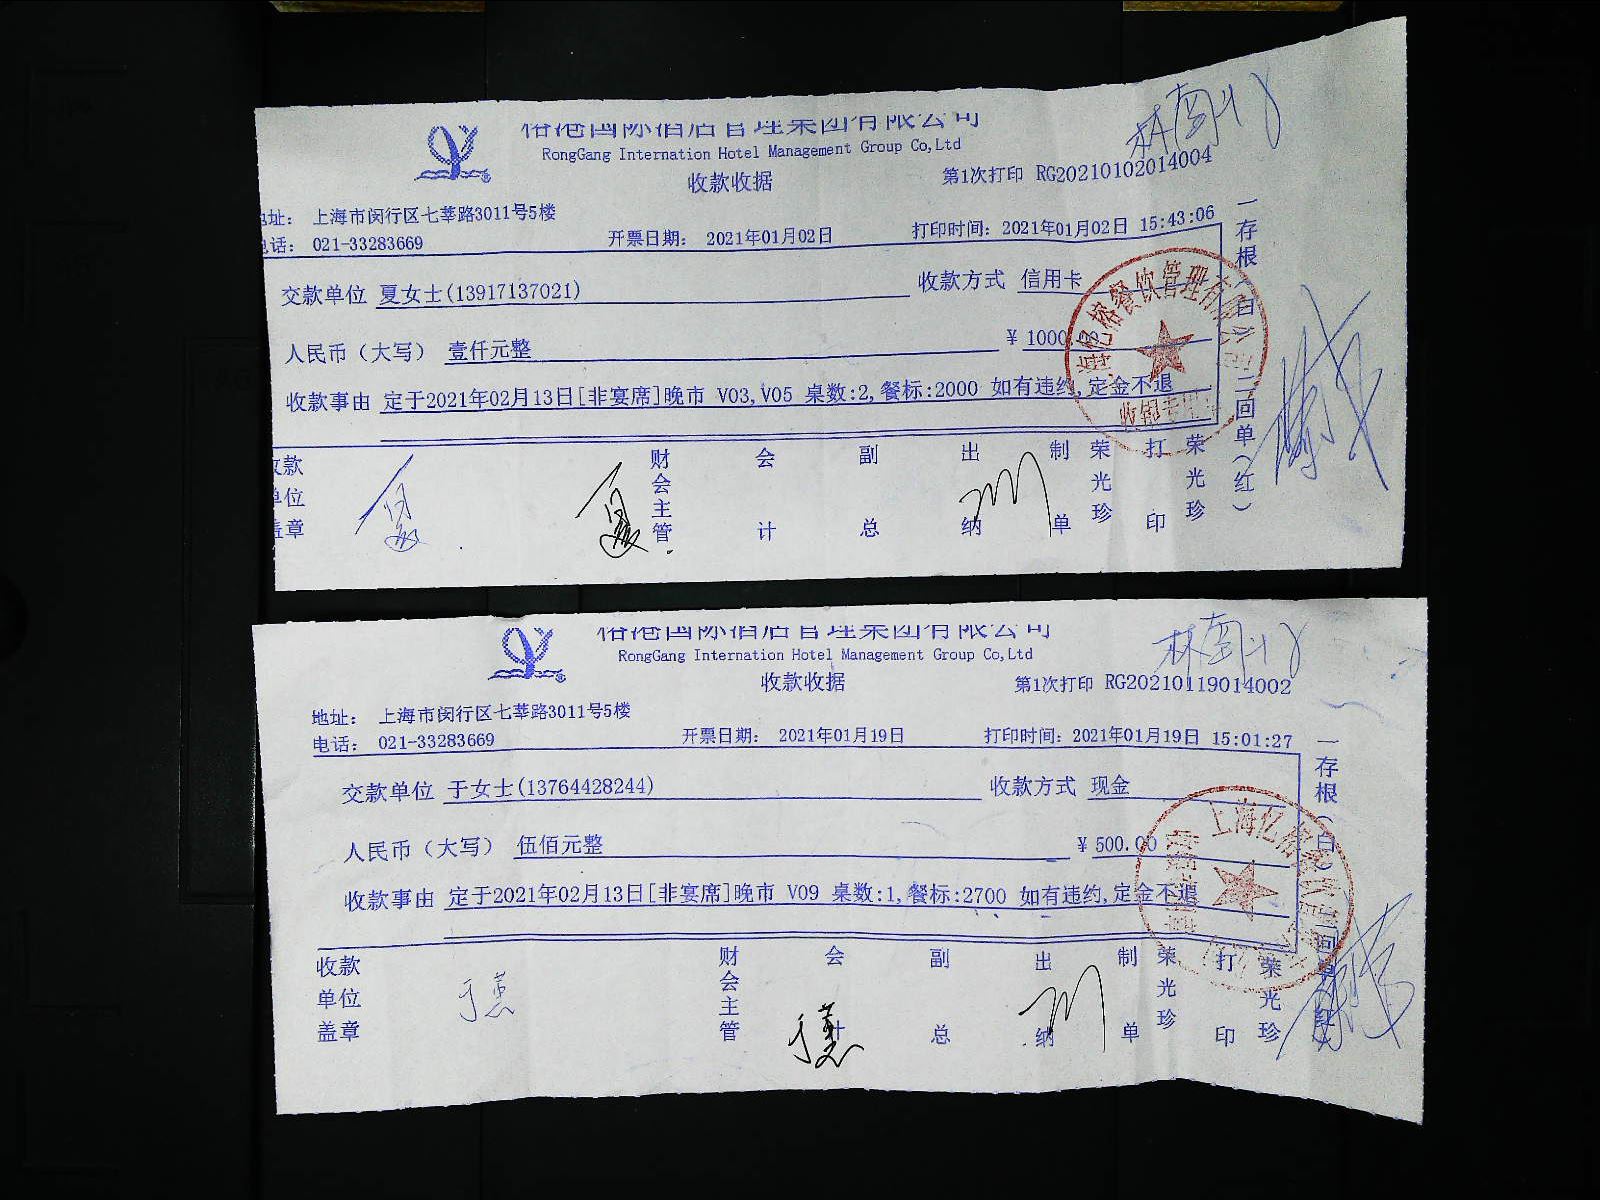 榕港国际酒店管理集团有限公司
RongGang Internation Hotel Management Group Co,Ltd
收款收据
第1次打印 RG20210102014004
地址： 上海市闵行区七莘路3011号5楼
电话： 021-33283669
开票日期： 2021年01月02日
打印时间：2021年01月02日 15:43:06
交款单位 夏女士(13917137021)
收款方式 信用卡
人民币（大写） 壹仟元整
¥ 1000
收款事由 定于2021年02月13日[非宴席]晚市 V03,V05 桌数:2,餐标:2000 如有违约,定金不退
收款单位盖章
财会主管
会计
副总
出纳
制单
荣光珍
打印
荣光珍
一存根(白)二回单(红)
榕港国际酒店管理集团有限公司
RongGang Internation Hotel Management Group Co,Ltd
收款收据
第1次打印 RG20210119014002
地址： 上海市闵行区七莘路3011号5楼
电话： 021-33283669
开票日期： 2021年01月19日
打印时间：2021年01月19日 15:01:27
交款单位 于女士(13764428244)
收款方式 现金
人民币（大写） 伍佰元整
¥ 500.00
收款事由 定于2021年02月13日[非宴席]晚市 V09 桌数:1,餐标:2700 如有违约,定金不退
收款单位盖章
财会主管
会计
副总
出纳
制单
荣光珍
打印
荣光珍
一存根(白
回单